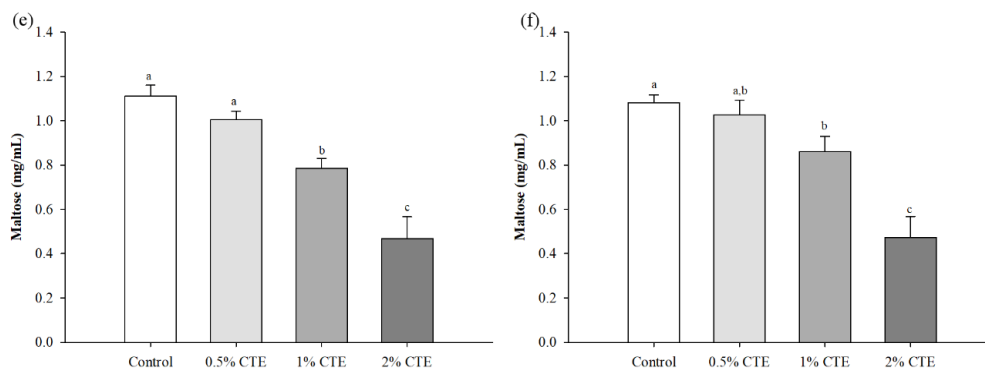 (e)
1.4
1.2
1.0
0.8
0.6
0.4
0.2
0.0
Maltose (mg/mL)
a
a
b
c
Control 0.5% CTE 1% CTE 2% CTE
(f)
1.4
1.2
1.0
0.8
0.6
0.4
0.2
0.0
Maltose (mg/mL)
a
a,b
b
c
Control 0.5% CTE 1% CTE 2% CTE